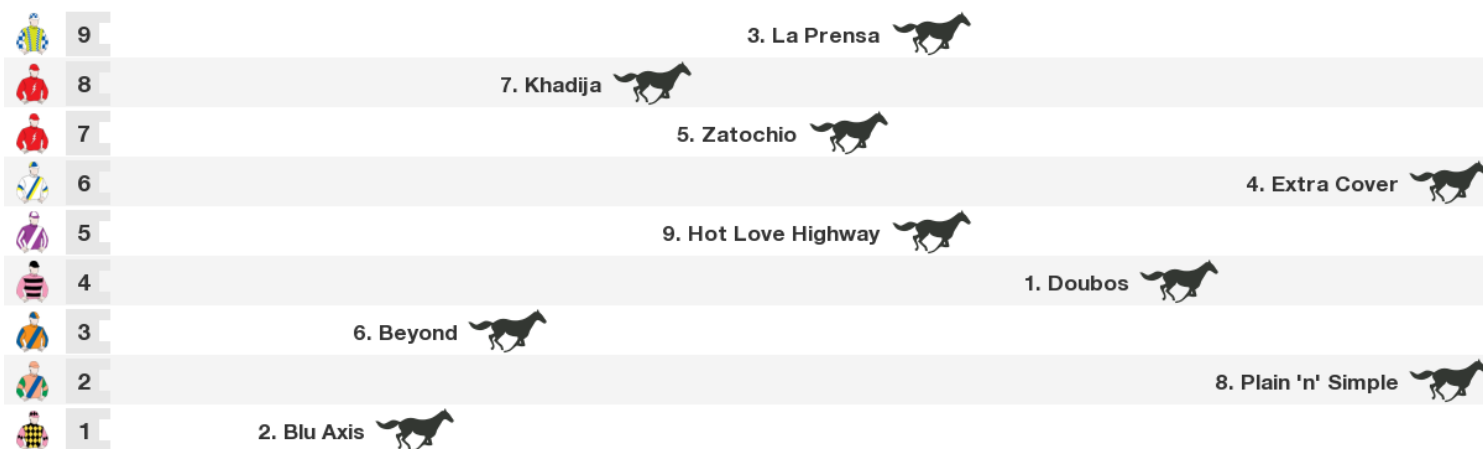 9 3. La Prensa
8 7. Khadija
7 5. Zatochio
6 4. Extra Cover
5 9. Hot Love Highway
4 1. Doubos
3 6. Beyond
2 8. Plain 'n' Simple
1 2. Blu Axis